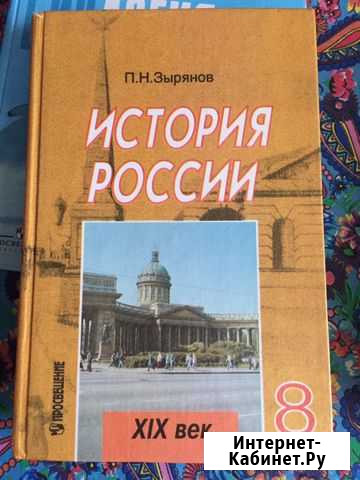 П.Н.Зырянов
ИСТОРИЯ
РОССИИ
ПРОСВЕЩЕНИЕ
XIX век
8
Интернет-
Кабинет.Ру